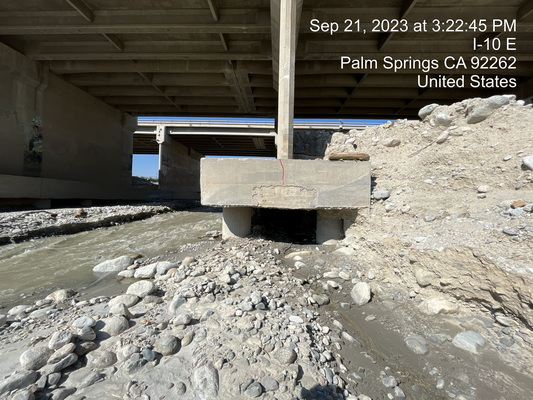 Sep 21, 2023 at 3:22:45 PM
I-10 E
Palm Springs CA 92262
United States